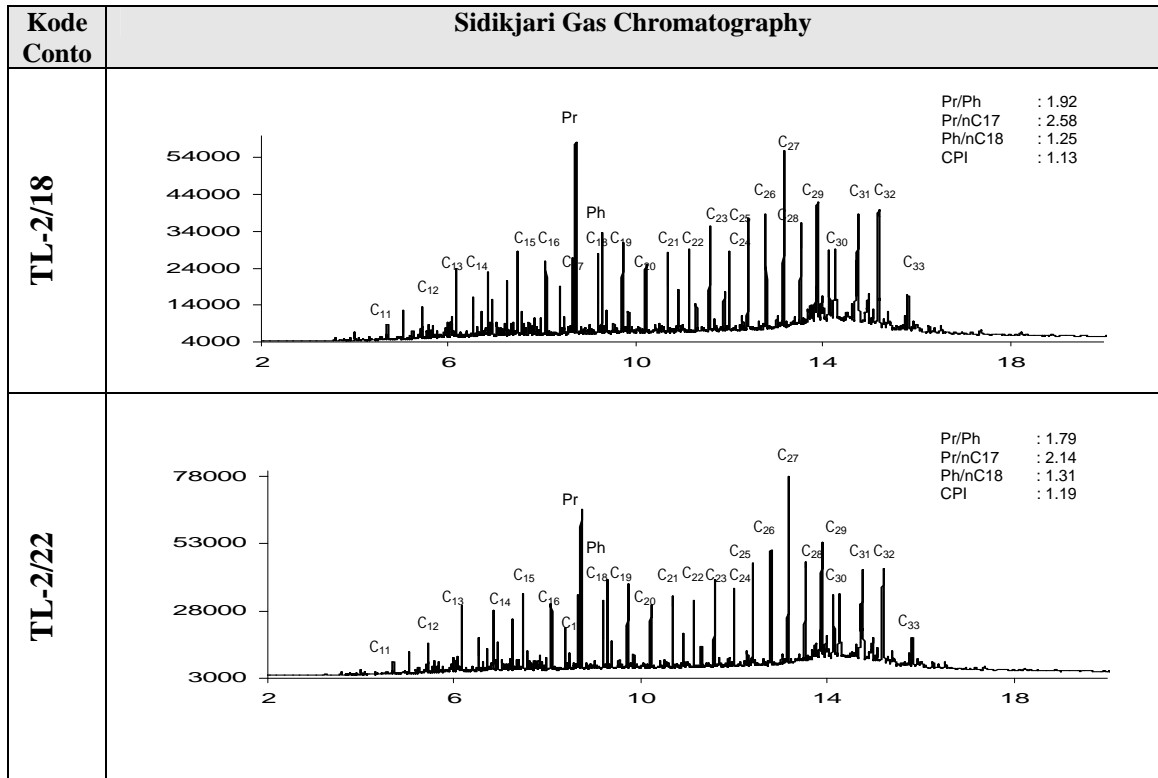 Kode Conto
Sidikjari Gas Chromatography
TL-2/18
Pr/Ph : 1.92
Pr/nC17 : 2.58
Ph/nC18 : 1.25
CPI : 1.13
54000
44000
34000
24000
14000
4000
C11
C12
C13
C14
C15
C16
Pr
Ph
C18
C19
C20
C21
C22
C23
C24
C25
C26
C27
C28
C29
C30
C31
C32
C33
2
6
10
14
18
TL-2/22
Pr/Ph : 1.79
Pr/nC17 : 2.14
Ph/nC18 : 1.31
CPI : 1.19
78000
53000
28000
3000
C11
C12
C13
C14
C15
C16
Pr
Ph
C18
C19
C20
C21
C22
C23
C24
C25
C26
C27
C28
C29
C30
C31
C32
C33
2
6
10
14
18